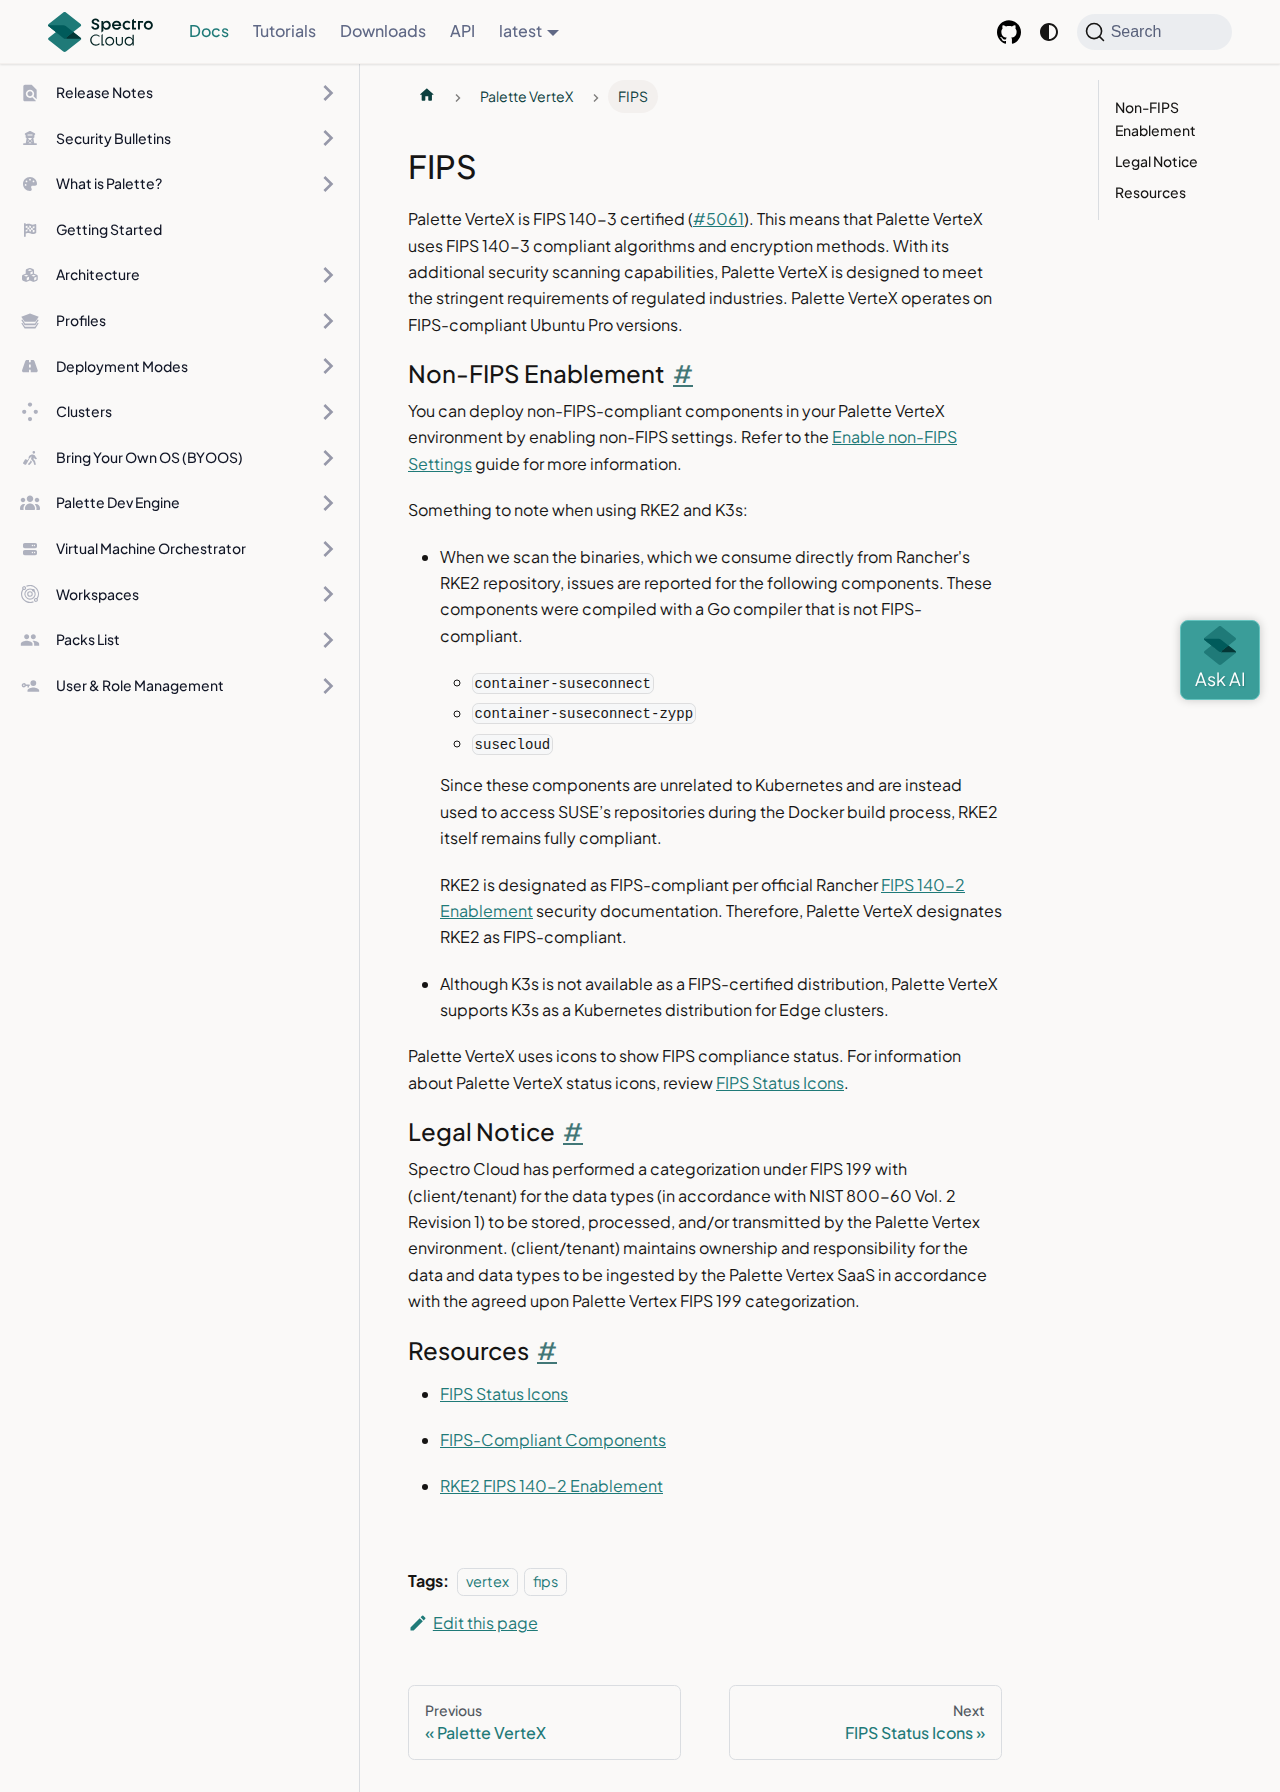 Spectro Cloud
Docs
Tutorials
Downloads
API
latest
Search
Release Notes
Security Bulletins
What is Palette?
Getting Started
Architecture
Profiles
Deployment Modes
Clusters
Bring Your Own OS (BYOOS)
Palette Dev Engine
Virtual Machine Orchestrator
Workspaces
Packs List
User & Role Management
Palette VerteX
FIPS
FIPS
Palette VerteX is FIPS 140-3 certified (#5061). This means that Palette VerteX
uses FIPS 140-3 compliant algorithms and encryption methods. With its
additional security scanning capabilities, Palette VerteX is designed to meet
the stringent requirements of regulated industries. Palette VerteX operates on
FIPS-compliant Ubuntu Pro versions.
Non-FIPS Enablement #
You can deploy non-FIPS-compliant components in your Palette VerteX
environment by enabling non-FIPS settings. Refer to the Enable non-FIPS
Settings guide for more information.
Something to note when using RKE2 and K3s:
When we scan the binaries, which we consume directly from Rancher's
RKE2 repository, issues are reported for the following components. These
components were compiled with a Go compiler that is not FIPS-
compliant.
container-suseconnect
container-suseconnect-zypp
susecloud
Since these components are unrelated to Kubernetes and are instead
used to access SUSE's repositories during the Docker build process, RKE2
itself remains fully compliant.
RKE2 is designated as FIPS-compliant per official Rancher FIPS 140-2
Enablement security documentation. Therefore, Palette VerteX designates
RKE2 as FIPS-compliant.
Although K3s is not available as a FIPS-certified distribution, Palette VerteX
supports K3s as a Kubernetes distribution for Edge clusters.
Palette VerteX uses icons to show FIPS compliance status. For information
about Palette VerteX status icons, review FIPS Status Icons.
Legal Notice #
Spectro Cloud has performed a categorization under FIPS 199 with
(client/tenant) for the data types (in accordance with NIST 800-60 Vol. 2
Revision 1) to be stored, processed, and/or transmitted by the Palette Vertex
environment. (client/tenant) maintains ownership and responsibility for the
data and data types to be ingested by the Palette Vertex SaaS in accordance
with the agreed upon Palette Vertex FIPS 199 categorization.
Resources #
FIPS Status Icons
FIPS-Compliant Components
RKE2 FIPS 140-2 Enablement
Tags: vertex fips
Edit this page
Previous
« Palette VerteX
Next
FIPS Status Icons »
Non-FIPS
Enablement
Legal Notice
Resources
Ask AI